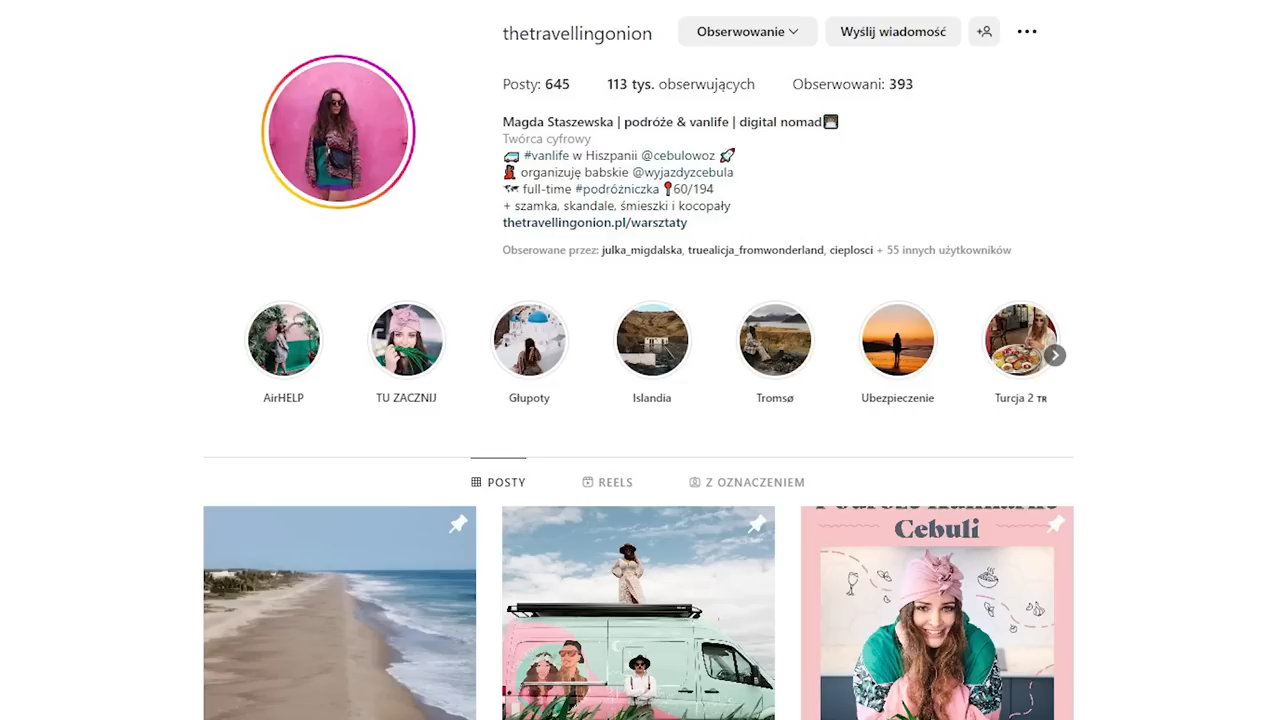 thetravellingonion
Obserwowanie
Wyślij wiadomość
Posty: 645
113 tys. obserwujących
Obserwowani: 393
Magda Staszewska | podróże & vanlife | digital nomad
Twórca cyfrowy
#vanlife w Hiszpanii @cebulowoz
organizuję babskie @wyjazdyzcebula
full-time #podróżniczka 60/194
+ szamka, skandale, śmieszki i kocopały
thetravellingonion.pl/warsztaty
Obserowane przez: julka_migdalska, truealicja_fromwonderland, cieplosci + 55 innych użytkowników
AirHELP
TU ZACZNIJ
Głupoty
Islandia
Tromsø
Ubezpieczenie
Turcja 2 TR
POSTY
REELS
Z OZNACZENIEM
Cebuli